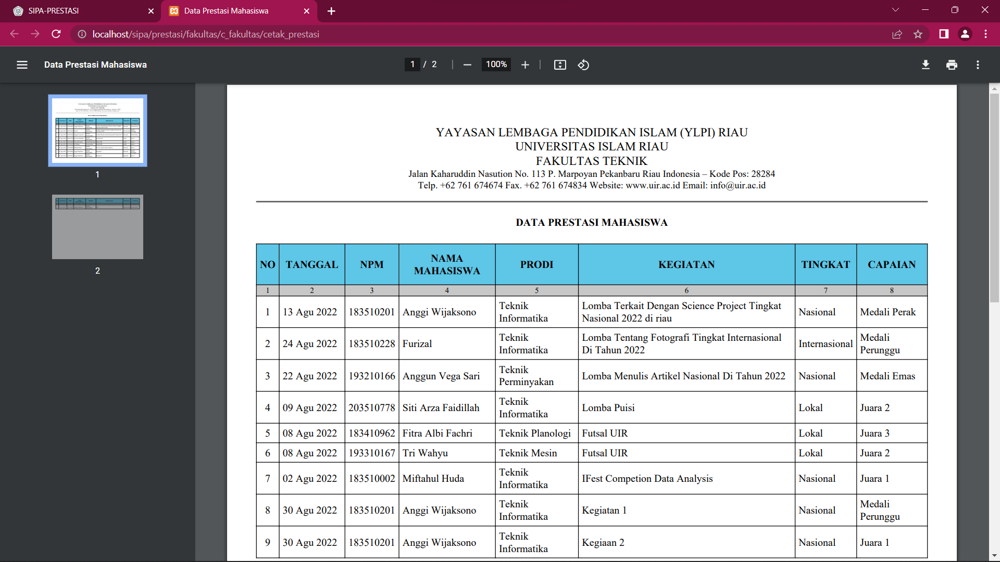 SIPA-PRESTASI
Data Prestasi Mahasiswa
localhost/sipa/prestasi/fakultas/c_fakultas/cetak_prestasi
Data Prestasi Mahasiswa
1 / 2
100%
1
2
YAYASAN LEMBAGA PENDIDIKAN ISLAM (YLPI) RIAU
UNIVERSITAS ISLAM RIAU
FAKULTAS TEKNIK
Jalan Kaharuddin Nasution No. 113 P. Marpoyan Pekanbaru Riau Indonesia – Kode Pos: 28284
Telp. +62 761 674674 Fax. +62 761 674834 Website: www.uir.ac.id Email: info@uir.ac.id
DATA PRESTASI MAHASISWA
NO TANGGAL NPM NAMA MAHASISWA PRODI KEGIATAN TINGKAT CAPAIAN
1 2 3 4 5 6 7 8
1 13 Agu 2022 183510201 Anggi Wijaksono Teknik Informatika Lomba Terkait Dengan Science Project Tingkat Nasional 2022 di riau Nasional Medali Perak
2 24 Agu 2022 183510228 Furizal Teknik Informatika Lomba Tentang Fotografi Tingkat Internasional Di Tahun 2022 Internasional Medali Perunggu
3 22 Agu 2022 193210166 Anggun Vega Sari Teknik Perminyakan Lomba Menulis Artikel Nasional Di Tahun 2022 Nasional Medali Emas
4 09 Agu 2022 203510778 Siti Arza Faidillah Teknik Informatika Lomba Puisi Lokal Juara 2
5 08 Agu 2022 183410962 Fitra Albi Fachri Teknik Planologi Futsal UIR Lokal Juara 3
6 08 Agu 2022 193310167 Tri Wahyu Teknik Mesin Futsal UIR Lokal Juara 2
7 02 Agu 2022 183510002 Miftahul Huda Teknik Informatika IFest Competion Data Analysis Nasional Juara 1
8 30 Agu 2022 183510201 Anggi Wijaksono Teknik Informatika Kegiatan 1 Nasional Medali Perunggu
9 30 Agu 2022 183510201 Anggi Wijaksono Teknik Informatika Kegiaan 2 Nasional Juara 1